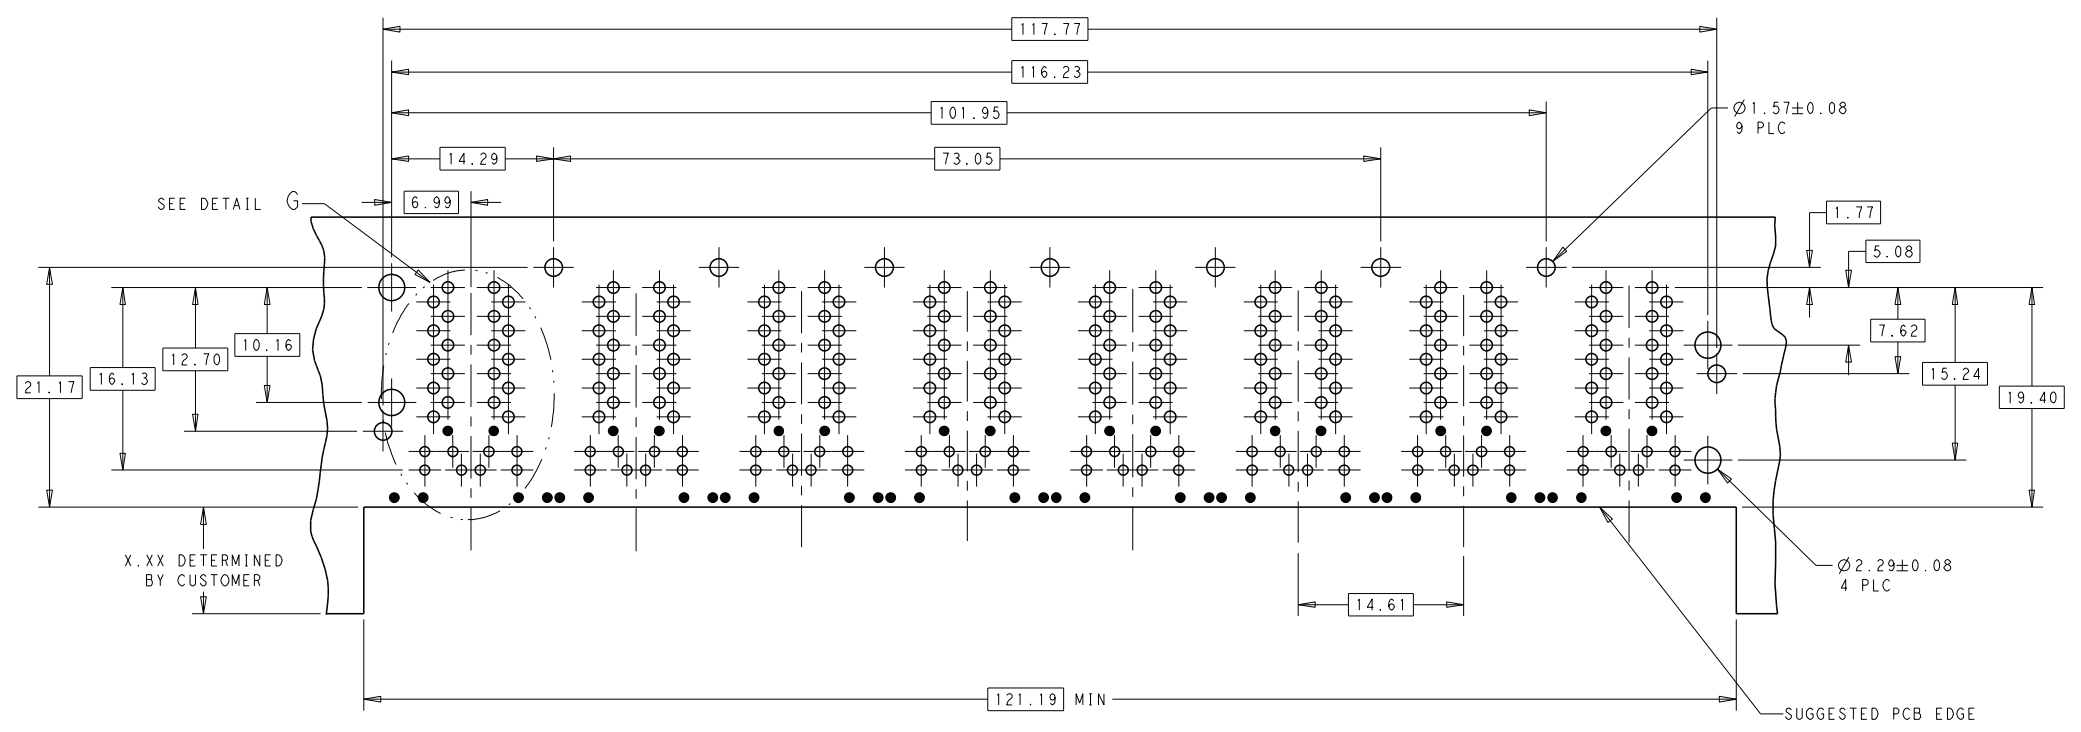 117.77
116.23
101.95
Ø1.57±0.08
9 PLC
14.29
73.05
SEE DETAIL G
6.99
1.77
5.08
7.62
10.16
12.70
16.13
21.17
15.24
19.40
X.XX DETERMINED
BY CUSTOMER
Ø2.29±0.08
4 PLC
14.61
121.19 MIN
SUGGESTED PCB EDGE